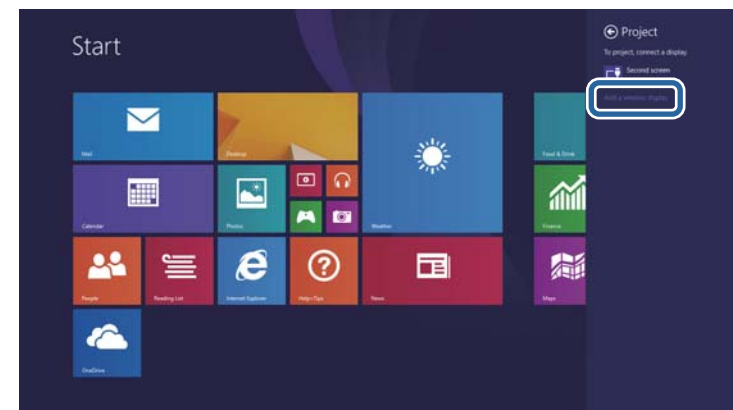 Start
Project
To project, connect a display.
Second screen
Add a wireless display
Mail
Desktop
Weather
Food & Drink
Calendar
Photos
Finance
People
Reading List
Internet Explorer
Help+Tips
News
Maps
OneDrive